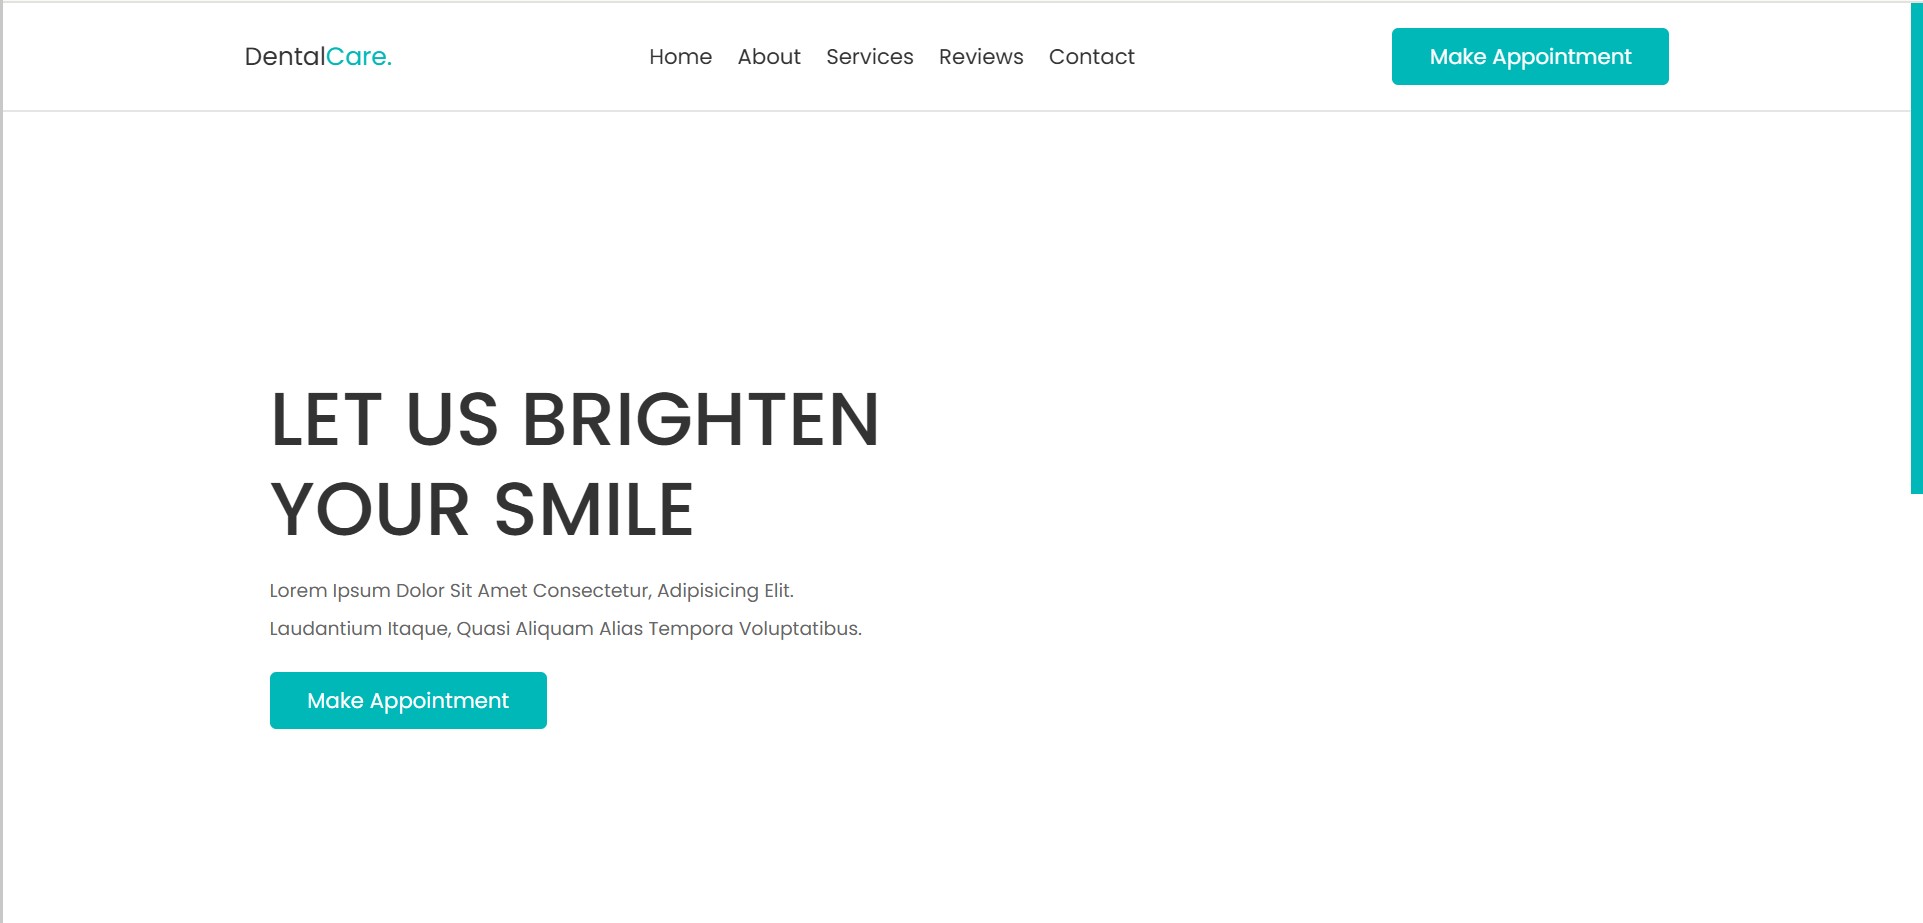 DentalCare.
Home About Services Reviews Contact
Make Appointment
LET US BRIGHTEN
YOUR SMILE
Lorem Ipsum Dolor Sit Amet Consectetur, Adipisicing Elit.
Laudantium Itaque, Quasi Aliquam Alias Tempora Voluptatibus.
Make Appointment